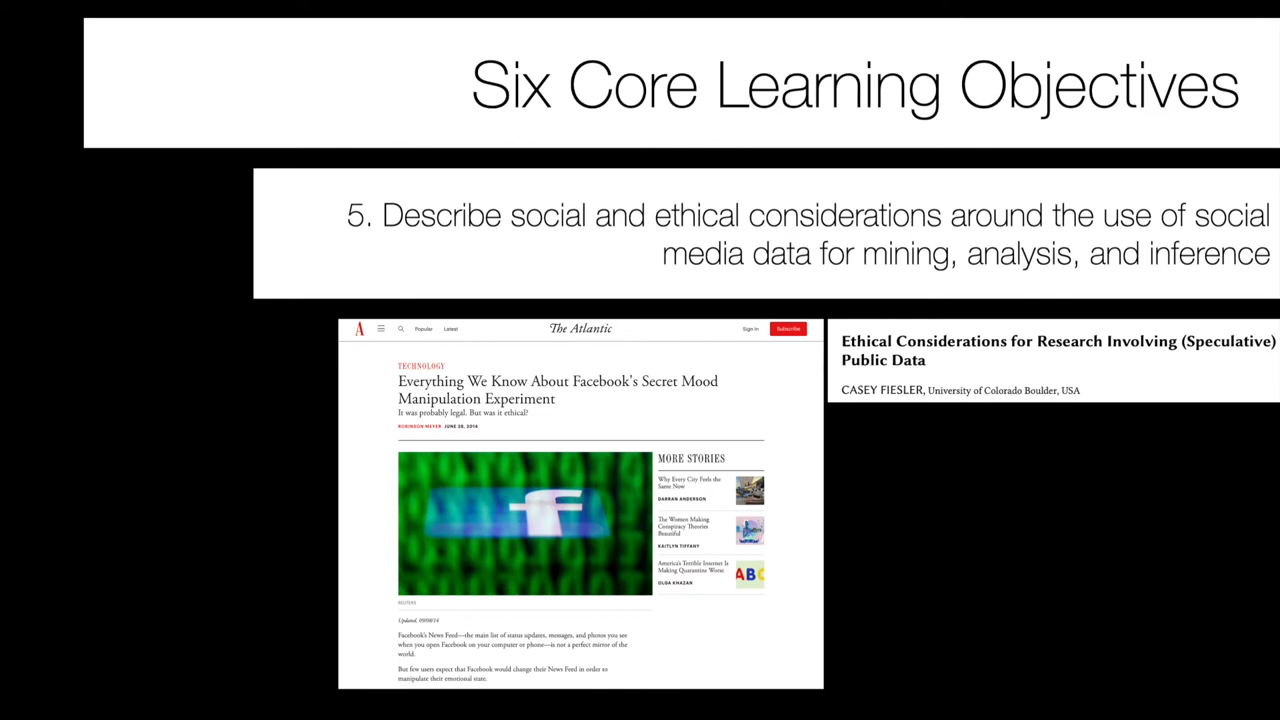 Six Core Learning Objectives
5. Describe social and ethical considerations around the use of social
media data for mining, analysis, and inference
A Popular Latest The Atlantic Sign In Subscribe
TECHNOLOGY
Everything We Know About Facebook's Secret Mood
Manipulation Experiment
It was probably legal. But was it ethical?
ROBINSON MEYER JUNE 28, 2014
f
REUTERS
MORE STORIES
Why Every City Feels the
Same Now
DARRAN ANDERSON
The Women Making
Conspiracy Theories
Beautiful
KAITLYN TIFFANY
America's Terrible Internet Is
Making Quarantine Worse
OLGA KHAZAN
ABC
Updated, 09/08/14
Facebook's News Feed—the main list of status updates, messages, and photos you see
when you open Facebook on your computer or phone—is not a perfect mirror of the
world.
But few users expect that Facebook would change their News Feed in order to
manipulate their emotional state.
Ethical Considerations for Research Involving (Speculative)
Public Data
CASEY FIESLER, University of Colorado Boulder, USA